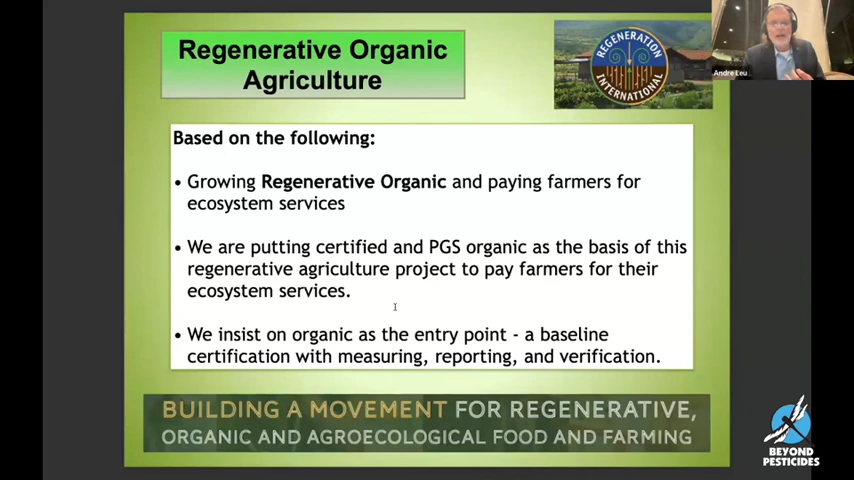 Regenerative Organic
Agriculture
REGENERATION
INTERNATIONAL
Andre Leu
Based on the following:
• Growing Regenerative Organic and paying farmers for
ecosystem services
• We are putting certified and PGS organic as the basis of this
regenerative agriculture project to pay farmers for their
ecosystem services.
• We insist on organic as the entry point - a baseline
certification with measuring, reporting, and verification.
BUILDING A MOVEMENT FOR REGENERATIVE,
ORGANIC AND AGROECOLOGICAL FOOD AND FARMING
BEYOND
PESTICIDES